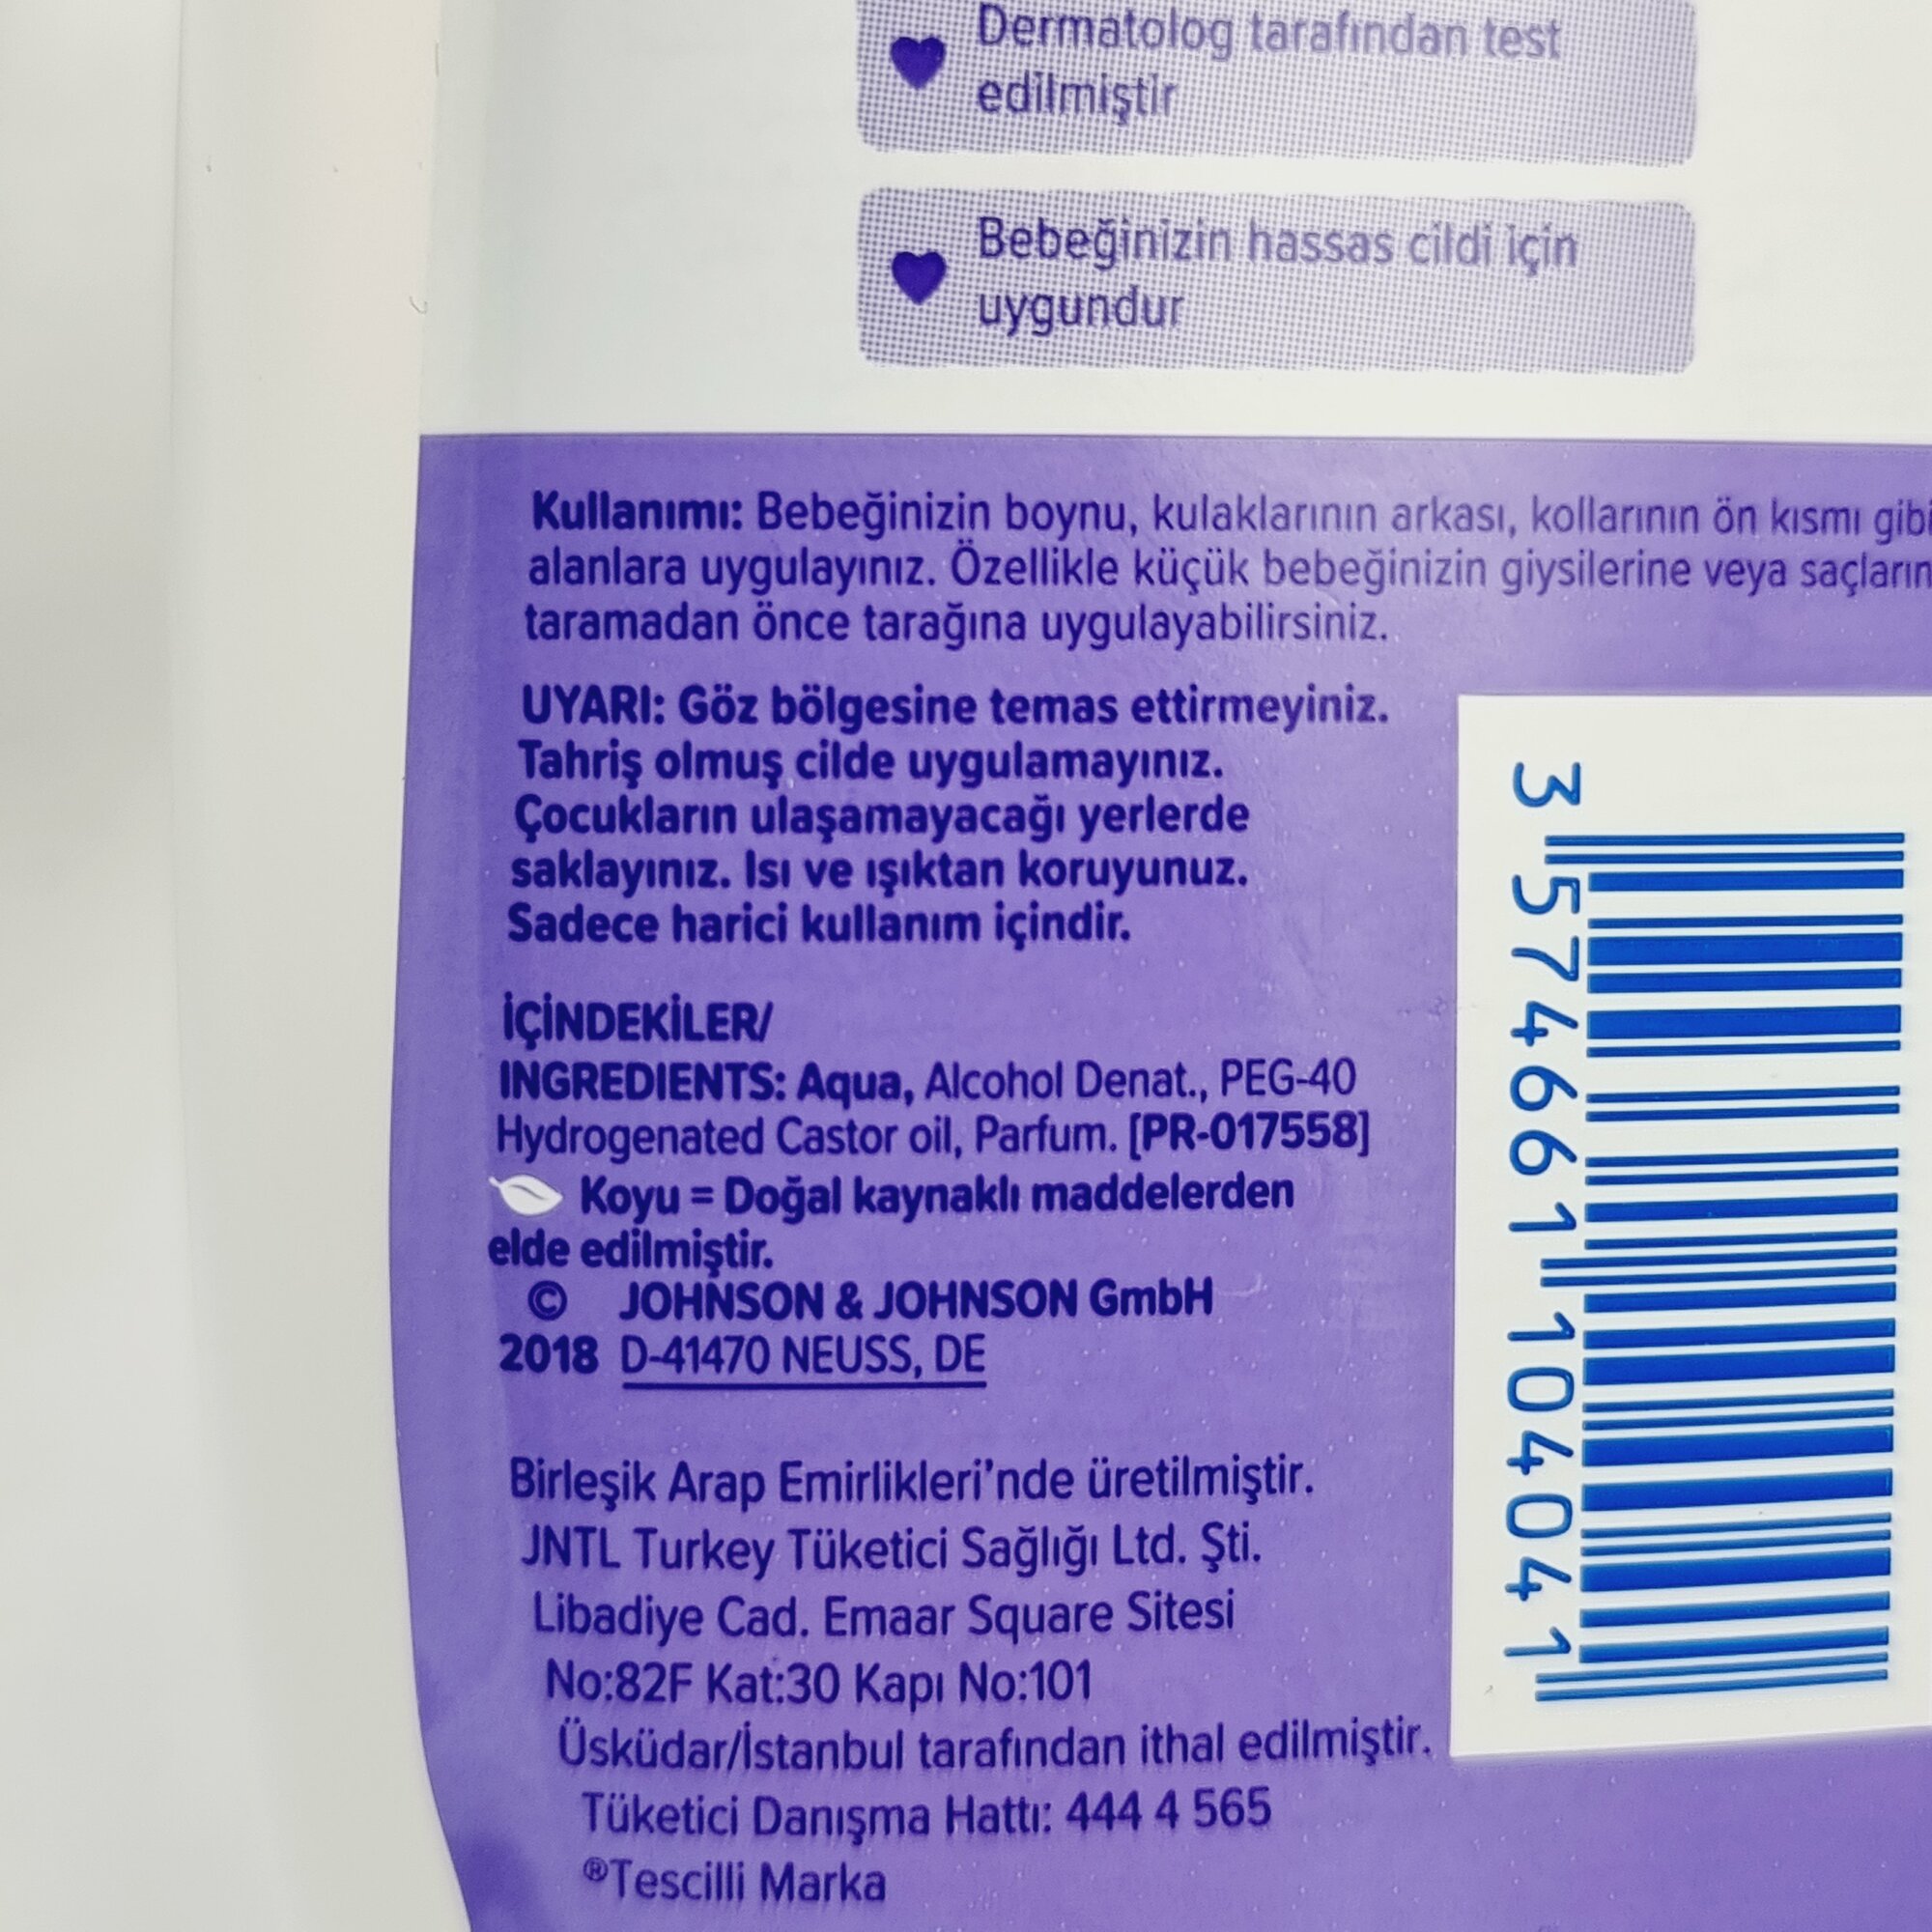 Dermatolog tarafından test
edilmiştir
Bebeğinizin hassas cildi için
uygundur
Kullanımı: Bebeğinizin boynu, kulaklarının arkası, kollarının ön kısmı gibi
alanlara uygulayınız. Özellikle küçük bebeğinizin giysilerine veya saçların
taramadan önce tarağına uygulayabilirsiniz.
UYARI: Göz bölgesine temas ettirmeyiniz.
Tahriş olmuş cilde uygulamayınız.
Çocukların ulaşamayacağı yerlerde
saklayınız. Isı ve ışıktan koruyunuz.
Sadece harici kullanım içindir.
İÇİNDEKİLER/
INGREDIENTS: Aqua, Alcohol Denat., PEG-40
Hydrogenated Castor oil, Parfum. [PR-017558]
Koyu = Doğal kaynaklı maddelerden
elde edilmiştir.
© JOHNSON & JOHNSON GmbH
2018 D-41470 NEUSS, DE
Birleşik Arap Emirlikleri'nde üretilmiştir.
JNTL Turkey Tüketici Sağlığı Ltd. Şti.
Libadiye Cad. Emaar Square Sitesi
No:82F Kat:30 Kapı No:101
Üsküdar/İstanbul tarafından ithal edilmiştir.
Tüketici Danışma Hattı: 444 4 565
®Tescilli Marka
3 574661 104041